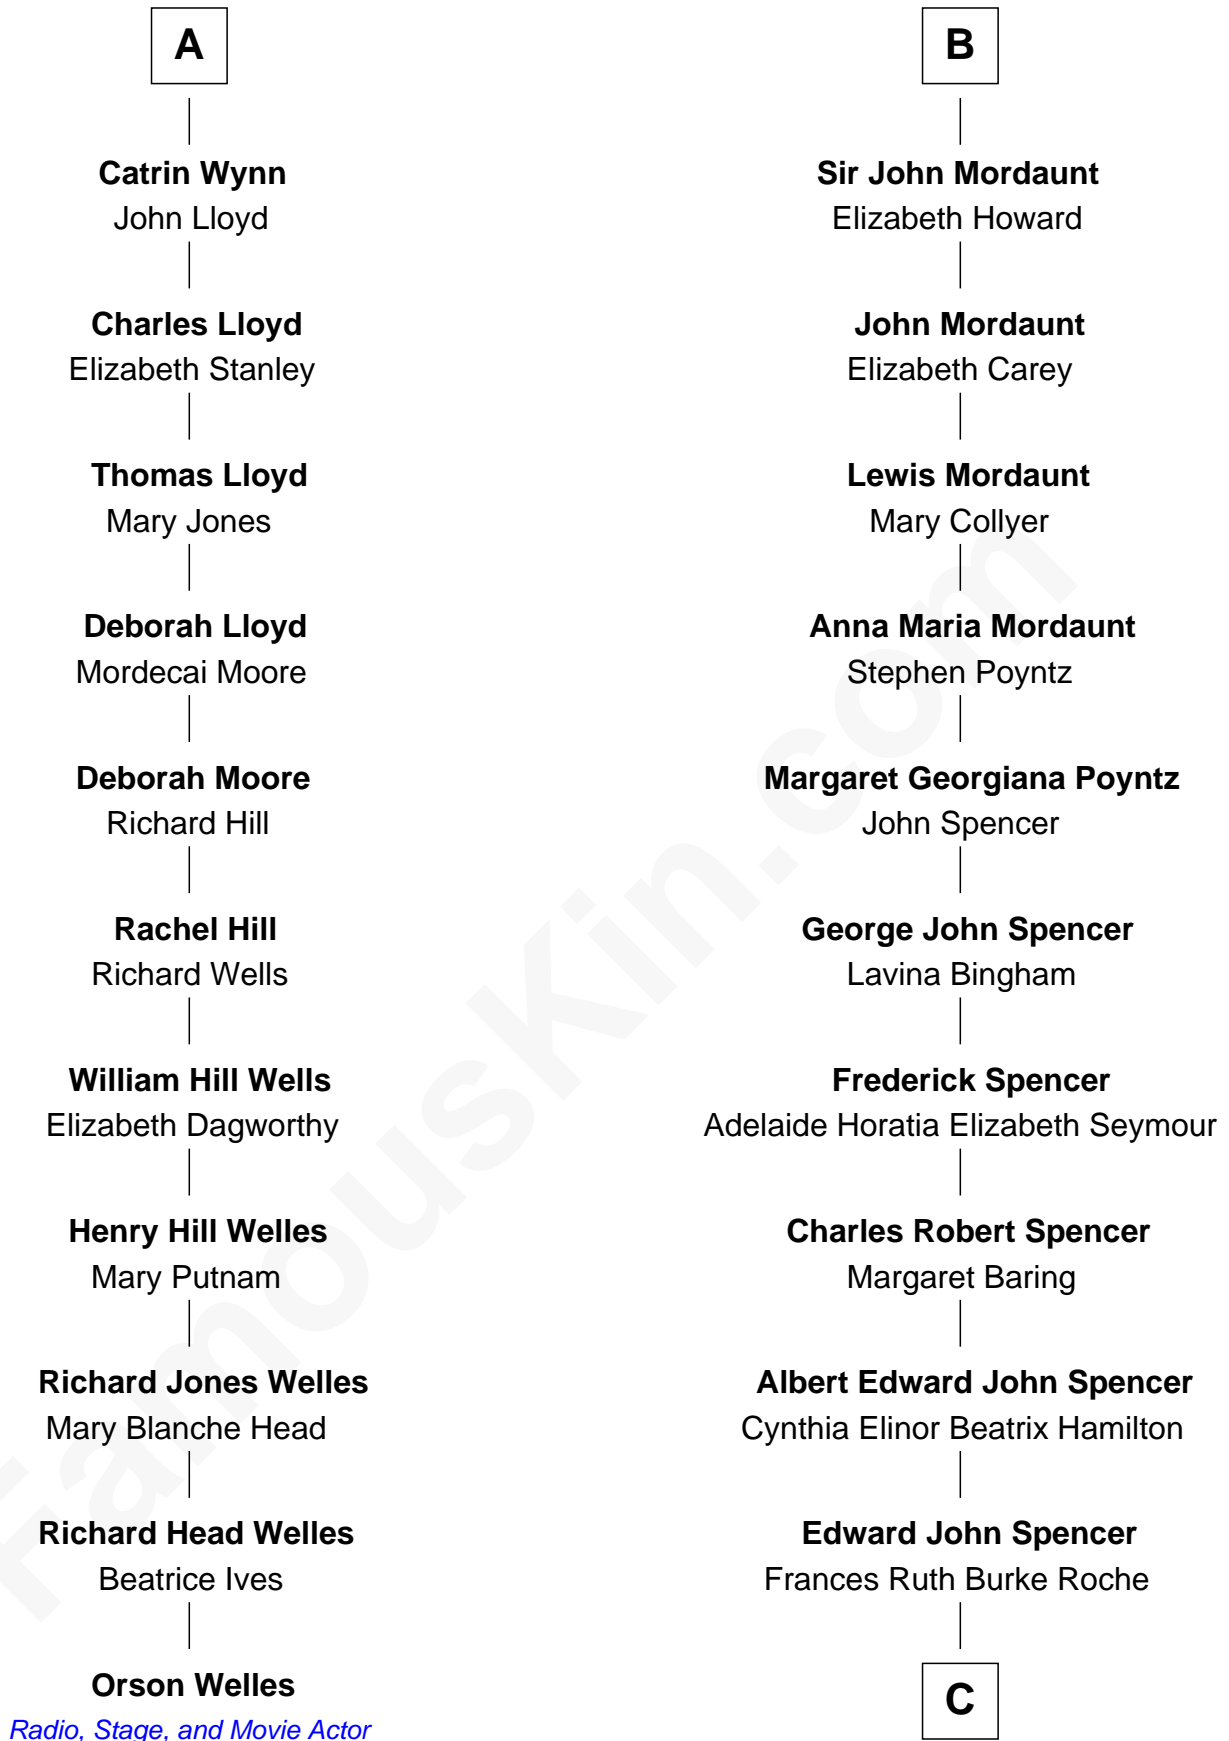 A
Catrin Wynn
John Lloyd
Charles Lloyd
Elizabeth Stanley
Thomas Lloyd
Mary Jones
Deborah Lloyd
Mordecai Moore
Deborah Moore
Richard Hill
Rachel Hill
Richard Wells
William Hill Wells
Elizabeth Dagworthy
Henry Hill Welles
Mary Putnam
Richard Jones Welles
Mary Blanche Head
Richard Head Welles
Beatrice Ives
Orson Welles
Radio, Stage, and Movie Actor
B
Sir John Mordaunt
Elizabeth Howard
John Mordaunt
Elizabeth Carey
Lewis Mordaunt
Mary Collyer
Anna Maria Mordaunt
Stephen Poyntz
Margaret Georgiana Poyntz
John Spencer
George John Spencer
Lavina Bingham
Frederick Spencer
Adelaide Horatia Elizabeth Seymour
Charles Robert Spencer
Margaret Baring
Albert Edward John Spencer
Cynthia Elinor Beatrix Hamilton
Edward John Spencer
Frances Ruth Burke Roche
C
FamousKin.com